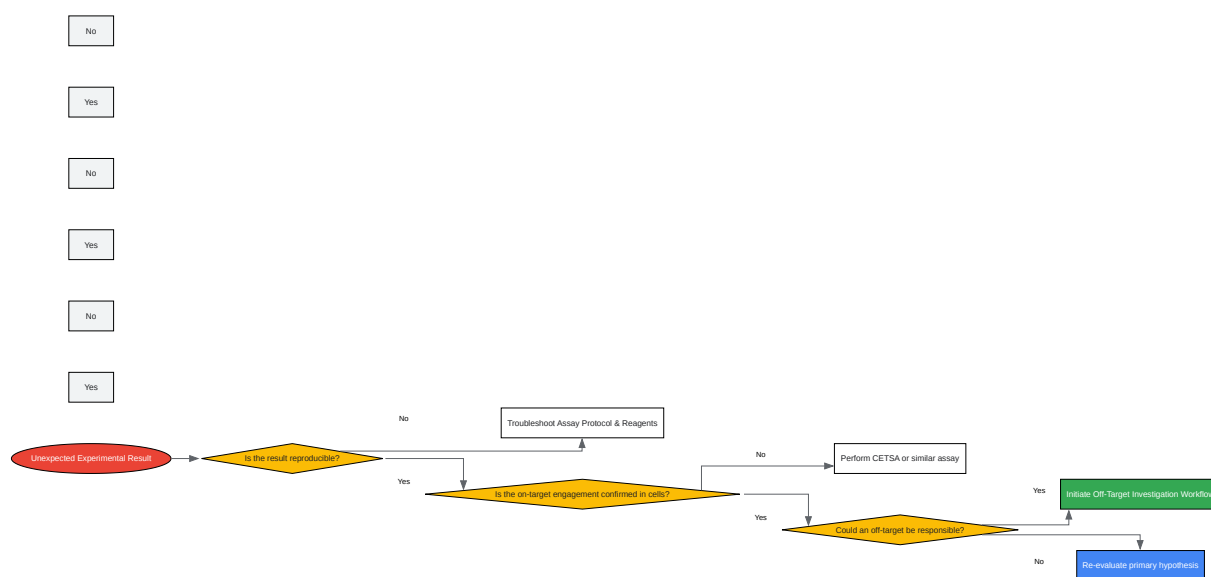 No
Yes
No
Yes
No
Yes
No
Troubleshoot Assay Protocol & Reagents
Unexpected Experimental Result
Is the result reproducible?
No
Perform CETSA or similar assay
Yes
Is the on-target engagement confirmed in cells?
Yes
Initiate Off-Target Investigation Workflow
Yes
Could an off-target be responsible?
No
Re-evaluate primary hypothesis